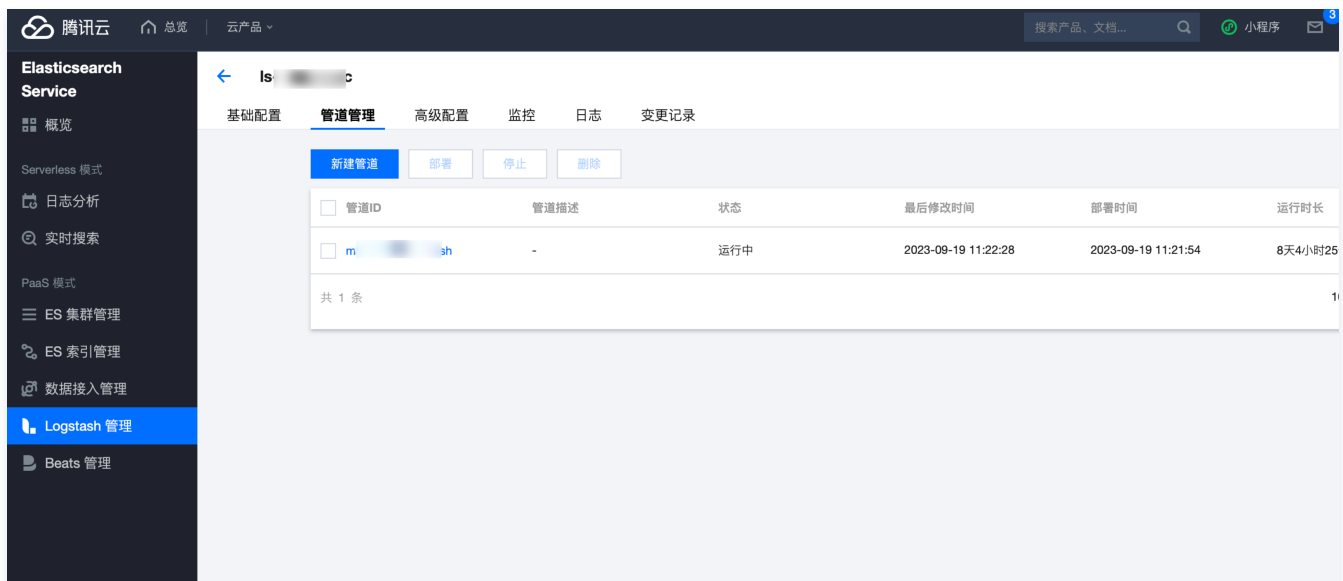 腾讯云 总览 云产品 搜索产品、文档... 小程序 3
Elasticsearch
Service
概览
Serverless 模式
日志分析
实时搜索
PaaS 模式
ES 集群管理
ES 索引管理
数据接入管理
Logstash 管理
Beats 管理
基础配置 管道管理 高级配置 监控 日志 变更记录
新建管道 部署 停止 删除
管道ID 管道描述 状态 最后修改时间 部署时间 运行时长
- 运行中 2023-09-19 11:22:28 2023-09-19 11:21:54 8天4小时25
共 1 条